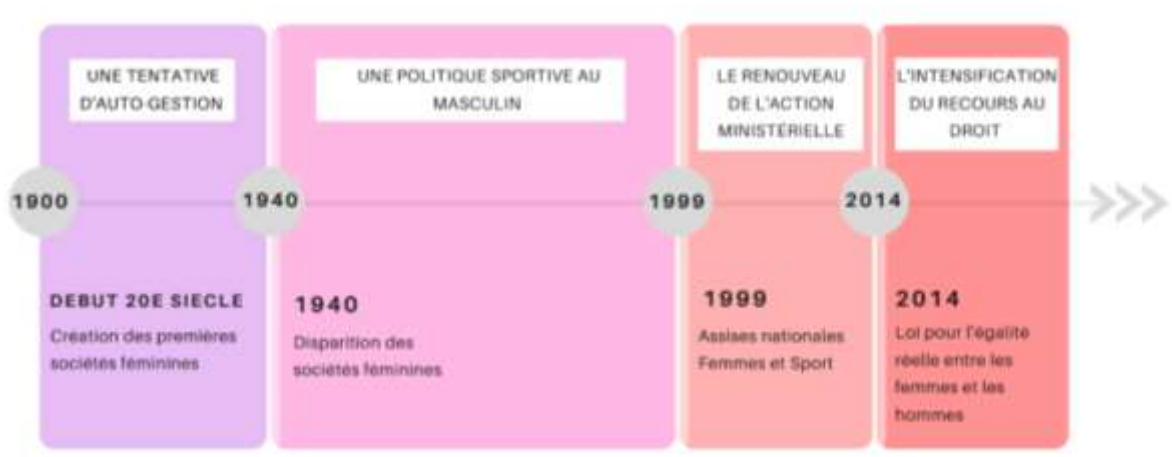 UNE TENTATIVE
D'AUTO-GESTION
UNE POLITIQUE SPORTIVE AU
MASCULIN
LE RENOUVEAU
DE L'ACTION
MINISTÉRIELLE
L'INTENSIFICATION
DU RECOURS AU
DROIT
1900
1940
1999
2014
DEBUT 20E SIECLE
Création des premières
sociétés féminines
1940
Disparition des
sociétés féminines
1999
Assises nationales
Femmes et Sport
2014
Loi pour l'égalité
réelle entre les
femmes et les
hommes